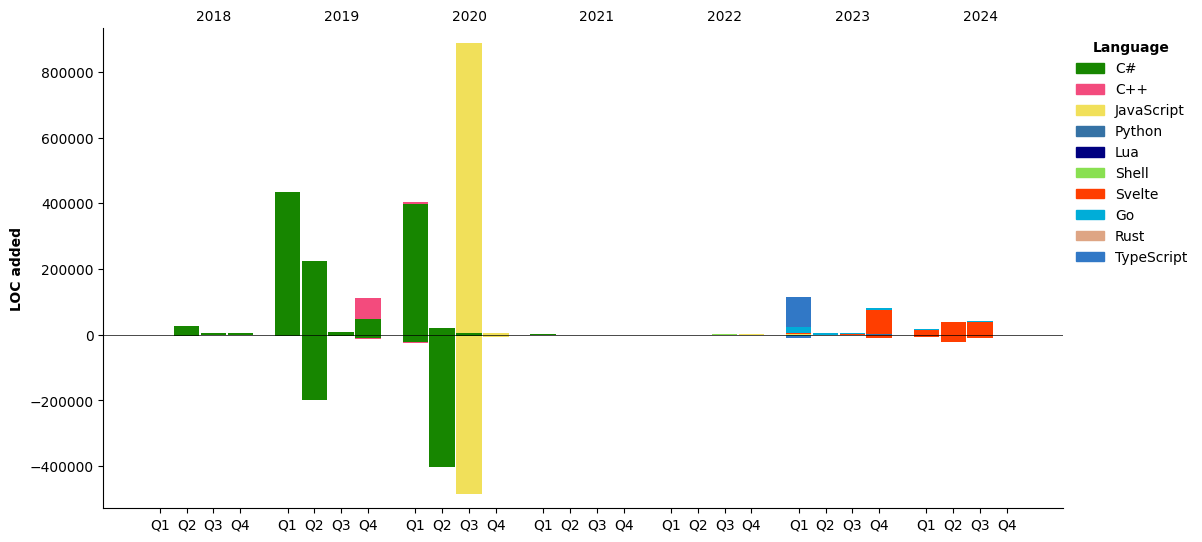 2018 2019 2020 2021 2022 2023 2024
LOC added
800000
600000
400000
200000
0
−200000
−400000
Q1 Q2 Q3 Q4 Q1 Q2 Q3 Q4 Q1 Q2 Q3 Q4 Q1 Q2 Q3 Q4 Q1 Q2 Q3 Q4 Q1 Q2 Q3 Q4 Q1 Q2 Q3 Q4
Language
C#
C++
JavaScript
Python
Lua
Shell
Svelte
Go
Rust
TypeScript